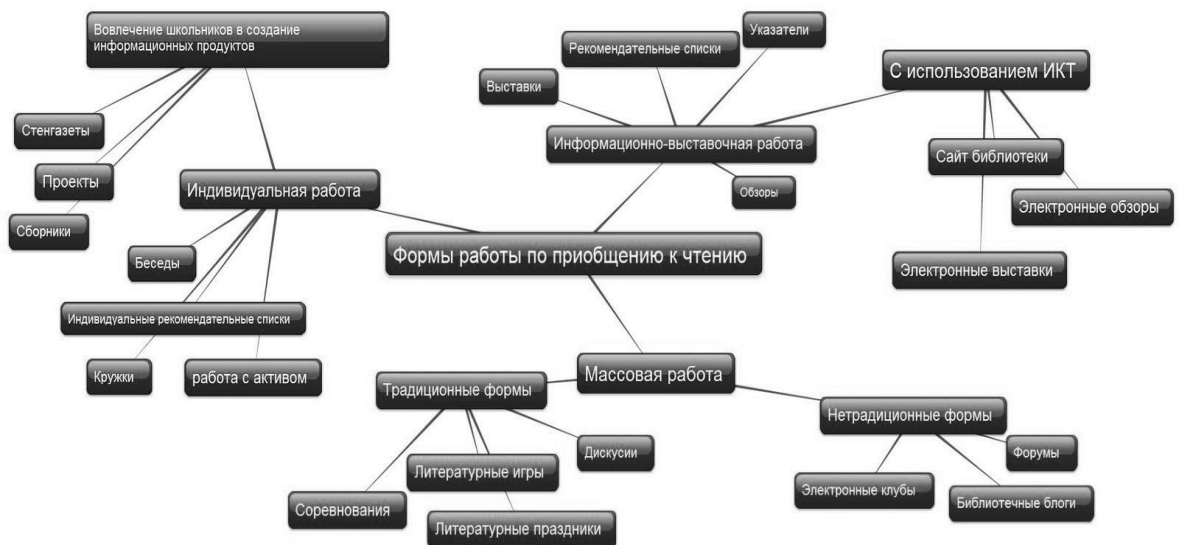 Вовлечение школьников в создание
информационных продуктов
Стенгазеты
Проекты
Сборники
Индивидуальная работа
Беседы
Индивидуальные рекомендательные списки
Кружки
работа с активом
Указатели
Рекомендательные списки
Выставки
Информационно-выставочная работа
Обзоры
С использованием ИКТ
Сайт библиотеки
Электронные обзоры
Электронные выставки
Формы работы по приобщению к чтению
Массовая работа
Традиционные формы
Дискусии
Литературные игры
Соревнования
Литературные праздники
Нетрадиционные формы
Форумы
Электронные клубы
Библиотечные блоги